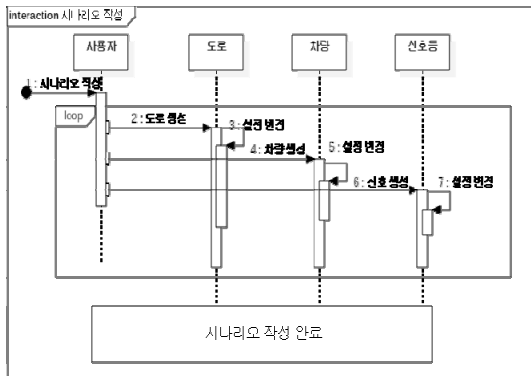 interaction 시나리오 작성
사용자
도로
차량
신호등
1 : 시나리오 작성
loop
2 : 도로 생성
3 : 설정 변경
4 : 차량 생성
5 : 설정 변경
6 : 신호 생성
7 : 설정 변경
시나리오 작성 완료